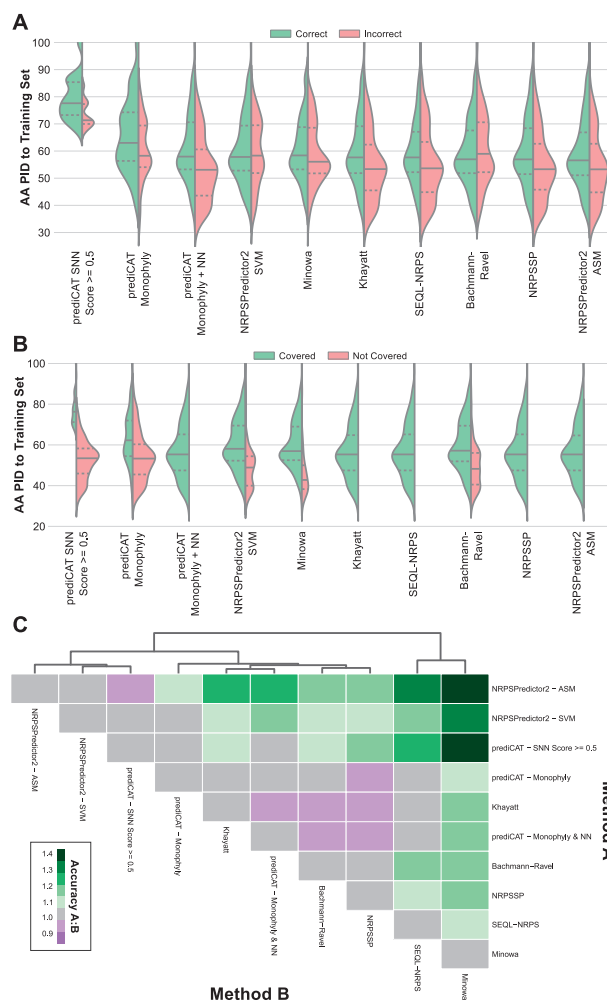 A
Correct
Incorrect
AA PID to Training Set
100
90
80
70
60
50
40
30
prediCAT SNN
Score >= 0.5
prediCAT
Monophyly
prediCAT
Monophyly + NN
NRPSPredictor2
SVM
Minowa
Khayatt
SEQL-NRPS
Bachmann-
Ravel
NRPSSP
NRPSPredictor2
ASM
B
Covered
Not Covered
AA PID to Training Set
100
80
60
40
20
prediCAT SNN
Score >= 0.5
prediCAT
Monophyly
prediCAT
Monophyly + NN
NRPSPredictor2
SVM
Minowa
Khayatt
SEQL-NRPS
Bachmann-
Ravel
NRPSSP
NRPSPredictor2
ASM
C
NRPSPredictor2 – ASM
NRPSPredictor2 – SVM
prediCAT – SNN Score >= 0.5
prediCAT – Monophyly
Khayatt
prediCAT – Monophyly & NN
Bachmann–Ravel
NRPSSP
SEQL–NRPS
Minowa
NRPSPredictor2 – ASM
NRPSPredictor2 – SVM
prediCAT – SNN Score >= 0.5
prediCAT – Monophyly
Khayatt
prediCAT – Monophyly & NN
Bachmann–Ravel
NRPSSP
SEQL–NRPS
Minowa
1.4
1.3
1.2
1.1
1.0
0.9
Accuracy A:B
Method B